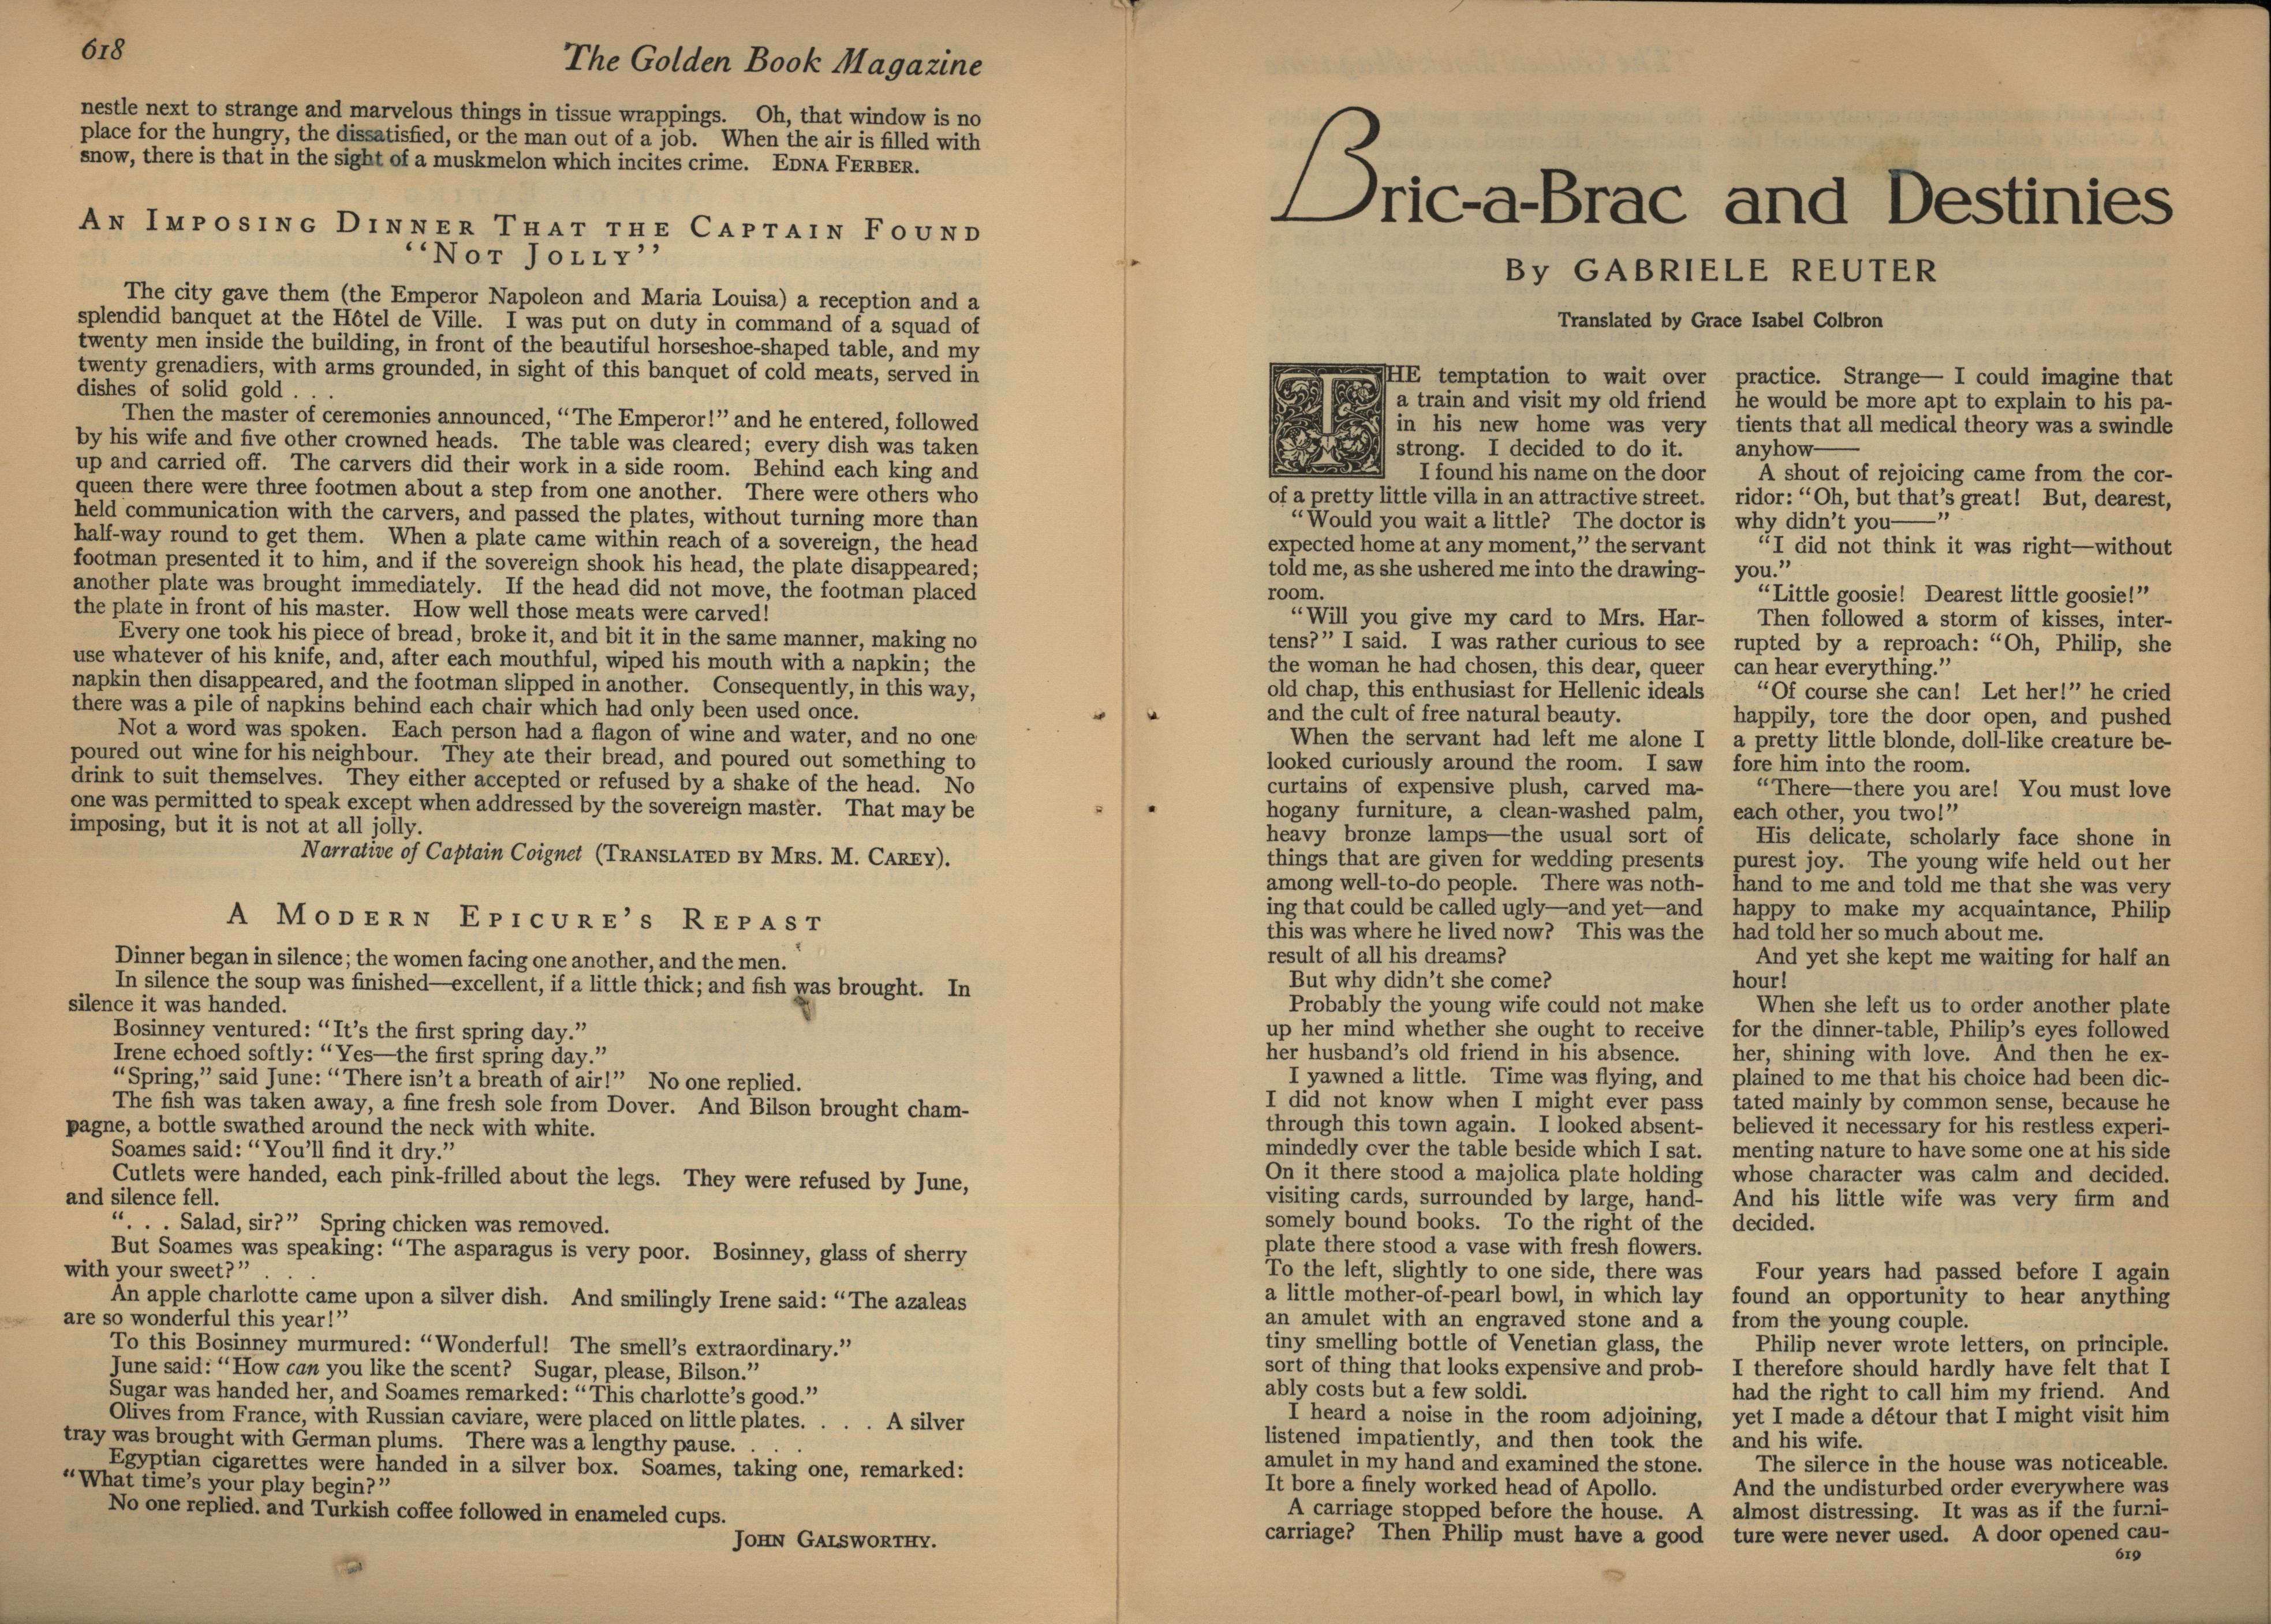 618
The Golden Book Magazine
nestle next to strange and marvelous things in tissue wrappings. Oh, that window is no
place for the hungry, the dissatisfied, or the man out of a job. When the air is filled with
snow, there is that in the sight of a muskmelon which incites crime. EDNA FERBER.
AN IMPOSING DINNER THAT THE CAPTAIN FOUND
"NOT JOLLY"
The city gave them (the Emperor Napoleon and Maria Louisa) a reception and a
splendid banquet at the Hôtel de Ville. I was put on duty in command of a squad of
twenty men inside the building, in front of the beautiful horseshoe-shaped table, and my
twenty grenadiers, with arms grounded, in sight of this banquet of cold meats, served in
dishes of solid gold . . .
Then the master of ceremonies announced, "The Emperor!" and he entered, followed
by his wife and five other crowned heads. The table was cleared; every dish was taken
up and carried off. The carvers did their work in a side room. Behind each king and
queen there were three footmen about a step from one another. There were others who
held communication with the carvers, and passed the plates, without turning more than
half-way round to get them. When a plate came within reach of a sovereign, the head
footman presented it to him, and if the sovereign shook his head, the plate disappeared;
another plate was brought immediately. If the head did not move, the footman placed
the plate in front of his master. How well those meats were carved!
Every one took his piece of bread, broke it, and bit it in the same manner, making no
use whatever of his knife, and, after each mouthful, wiped his mouth with a napkin; the
napkin then disappeared, and the footman slipped in another. Consequently, in this way,
there was a pile of napkins behind each chair which had only been used once.
Not a word was spoken. Each person had a flagon of wine and water, and no one
poured out wine for his neighbour. They ate their bread, and poured out something to
drink to suit themselves. They either accepted or refused by a shake of the head. No
one was permitted to speak except when addressed by the sovereign master. That may be
imposing, but it is not at all jolly.
Narrative of Captain Coignet (TRANSLATED BY MRS. M. CAREY).
A MODERN EPICURE'S REPAST
Dinner began in silence; the women facing one another, and the men.
In silence the soup was finished—excellent, if a little thick; and fish was brought. In
silence it was handed.
Bosinney ventured: "It's the first spring day."
Irene echoed softly: "Yes—the first spring day."
"Spring," said June: "There isn't a breath of air!" No one replied.
The fish was taken away, a fine fresh sole from Dover. And Bilson brought cham-
pagne, a bottle swathed around the neck with white.
Soames said: "You'll find it dry."
Cutlets were handed, each pink-frilled about the legs. They were refused by June,
and silence fell.
". . . Salad, sir?" Spring chicken was removed.
But Soames was speaking: "The asparagus is very poor. Bosinney, glass of sherry
with your sweet?" . . .
An apple charlotte came upon a silver dish. And smilingly Irene said: "The azaleas
are so wonderful this year!"
To this Bosinney murmured: "Wonderful! The smell's extraordinary."
June said: "How can you like the scent? Sugar, please, Bilson."
Sugar was handed her, and Soames remarked: "This charlotte's good."
Olives from France, with Russian caviare, were placed on little plates. . . . A silver
tray was brought with German plums. There was a lengthy pause. . . .
Egyptian cigarettes were handed in a silver box. Soames, taking one, remarked:
"What time's your play begin?"
No one replied. and Turkish coffee followed in enameled cups.
JOHN GALSWORTHY.
Bric-a-Brac and Destinies
By GABRIELE REUTER
Translated by Grace Isabel Colbron
THE temptation to wait over
a train and visit my old friend
in his new home was very
strong. I decided to do it.
I found his name on the door
of a pretty little villa in an attractive street.
"Would you wait a little? The doctor is
expected home at any moment," the servant
told me, as she ushered me into the drawing-
room.
"Will you give my card to Mrs. Har-
tens?" I said. I was rather curious to see
the woman he had chosen, this dear, queer
old chap, this enthusiast for Hellenic ideals
and the cult of free natural beauty.
When the servant had left me alone I
looked curiously around the room. I saw
curtains of expensive plush, carved ma-
hogany furniture, a clean-washed palm,
heavy bronze lamps—the usual sort of
things that are given for wedding presents
among well-to-do people. There was noth-
ing that could be called ugly—and yet—and
this was where he lived now? This was the
result of all his dreams?
But why didn't she come?
Probably the young wife could not make
up her mind whether she ought to receive
her husband's old friend in his absence.
I yawned a little. Time was flying, and
I did not know when I might ever pass
through this town again. I looked absent-
mindedly over the table beside which I sat.
On it there stood a majolica plate holding
visiting cards, surrounded by large, hand-
somely bound books. To the right of the
plate there stood a vase with fresh flowers.
To the left, slightly to one side, there was
a little mother-of-pearl bowl, in which lay
an amulet with an engraved stone and a
tiny smelling bottle of Venetian glass, the
sort of thing that looks expensive and prob-
ably costs but a few soldi.
I heard a noise in the room adjoining,
listened impatiently, and then took the
amulet in my hand and examined the stone.
It bore a finely worked head of Apollo.
A carriage stopped before the house. A
carriage? Then Philip must have a good
practice. Strange— I could imagine that
he would be more apt to explain to his pa-
tients that all medical theory was a swindle
anyhow——
A shout of rejoicing came from the cor-
ridor: "Oh, but that's great! But, dearest,
why didn't you——"
"I did not think it was right—without
you."
"Little goosie! Dearest little goosie!"
Then followed a storm of kisses, inter-
rupted by a reproach: "Oh, Philip, she
can hear everything."
"Of course she can! Let her!" he cried
happily, tore the door open, and pushed
a pretty little blonde, doll-like creature be-
fore him into the room.
"There—there you are! You must love
each other, you two!"
His delicate, scholarly face shone in
purest joy. The young wife held out her
hand to me and told me that she was very
happy to make my acquaintance, Philip
had told her so much about me.
And yet she kept me waiting for half an
hour!
When she left us to order another plate
for the dinner-table, Philip's eyes followed
her, shining with love. And then he ex-
plained to me that his choice had been dic-
tated mainly by common sense, because he
believed it necessary for his restless experi-
menting nature to have some one at his side
whose character was calm and decided.
And his little wife was very firm and
decided.
Four years had passed before I again
found an opportunity to hear anything
from the young couple.
Philip never wrote letters, on principle.
I therefore should hardly have felt that I
had the right to call him my friend. And
yet I made a détour that I might visit him
and his wife.
The silence in the house was noticeable.
And the undisturbed order everywhere was
almost distressing. It was as if the furni-
ture were never used. A door opened cau-
619